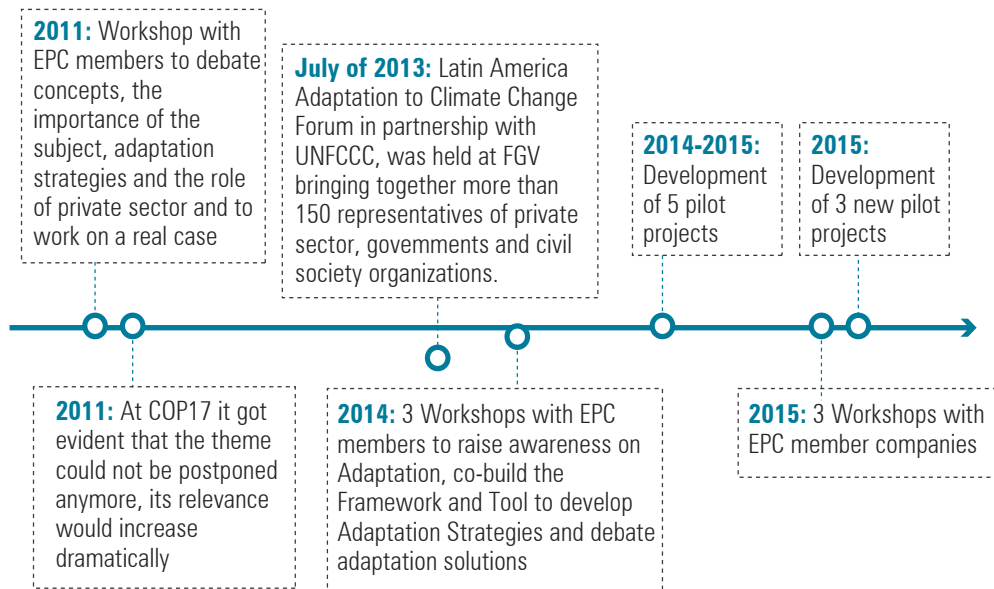 2011: Workshop with
EPC members to debate
concepts, the
importance of the
subject, adaptation
strategies and the role
of private sector and to
work on a real case
2011: At COP17 it got
evident that the theme
could not be postponed
anymore, its relevance
would increase
dramatically
July of 2013: Latin America
Adaptation to Climate Change
Forum in partnership with
UNFCCC, was held at FGV
bringing together more than
150 representatives of private
sector, govemments and civil
society organizations.
2014: 3 Workshops with EPC
members to raise awareness on
Adaptation, co-build the
Framework and Tool to develop
Adaptation Strategies and debate
adaptation solutions
2014-2015:
Development
of 5 pilot
projects
2015: 3 Workshops with
EPC member companies
2015:
Development
of 3 new pilot
projects